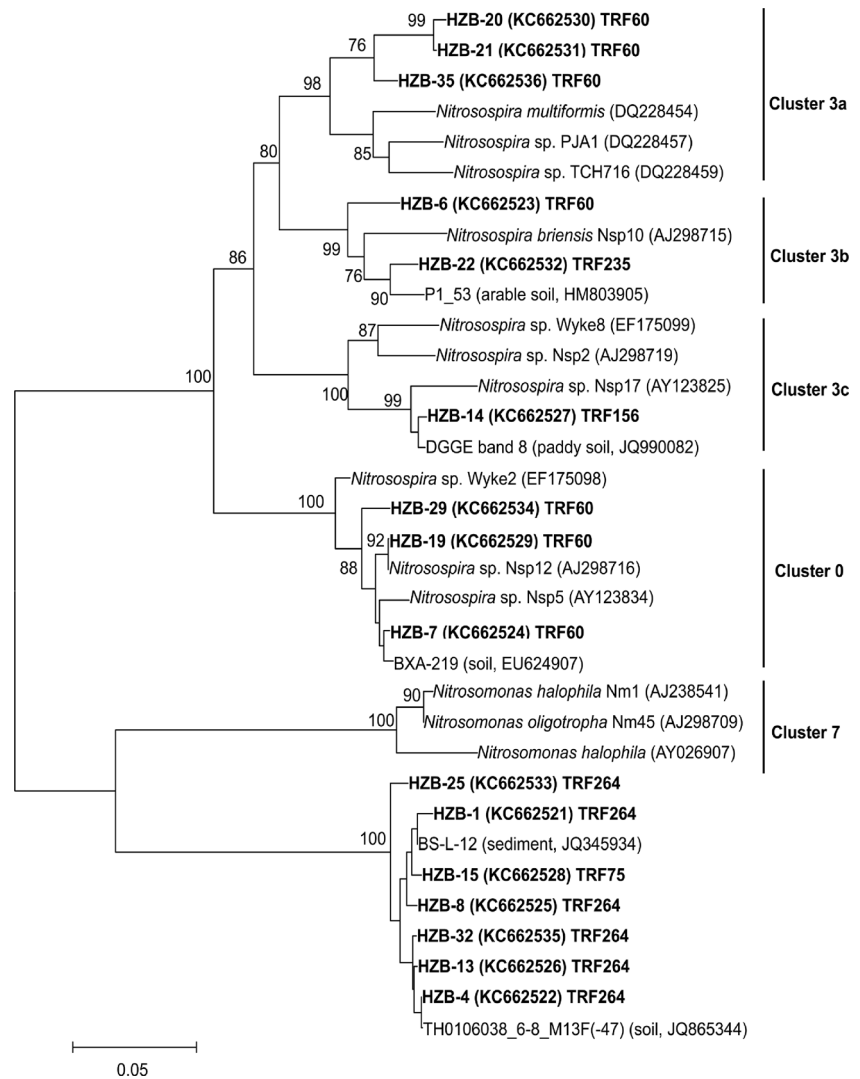 99
HZB-20 (KC662530) TRF60
HZB-21 (KC662531) TRF60
76
HZB-35 (KC662536) TRF60
98
Nitrosospira multiformis (DQ228454)
Nitrosospira sp. PJA1 (DQ228457)
85
Nitrosospira sp. TCH716 (DQ228459)
Cluster 3a
80
HZB-6 (KC662523) TRF60
99
Nitrosospira briensis Nsp10 (AJ298715)
76
HZB-22 (KC662532) TRF235
90
P1_53 (arable soil, HM803905)
Cluster 3b
86
87
Nitrosospira sp. Wyke8 (EF175099)
Nitrosospira sp. Nsp2 (AJ298719)
100
Nitrosospira sp. Nsp17 (AY123825)
99
HZB-14 (KC662527) TRF156
DGGE band 8 (paddy soil, JQ990082)
Cluster 3c
100
100
Nitrosospira sp. Wyke2 (EF175098)
HZB-29 (KC662534) TRF60
88
92
HZB-19 (KC662529) TRF60
Nitrosospira sp. Nsp12 (AJ298716)
Nitrosospira sp. Nsp5 (AY123834)
HZB-7 (KC662524) TRF60
BXA-219 (soil, EU624907)
Cluster 0
90
Nitrosomonas halophila Nm1 (AJ238541)
100
Nitrosomonas oligotropha Nm45 (AJ298709)
Nitrosomonas halophila (AY026907)
Cluster 7
HZB-25 (KC662533) TRF264
100
HZB-1 (KC662521) TRF264
BS-L-12 (sediment, JQ345934)
HZB-15 (KC662528) TRF75
HZB-8 (KC662525) TRF264
HZB-32 (KC662535) TRF264
HZB-13 (KC662526) TRF264
HZB-4 (KC662522) TRF264
TH0106038_6-8_M13F(-47) (soil, JQ865344)
0.05